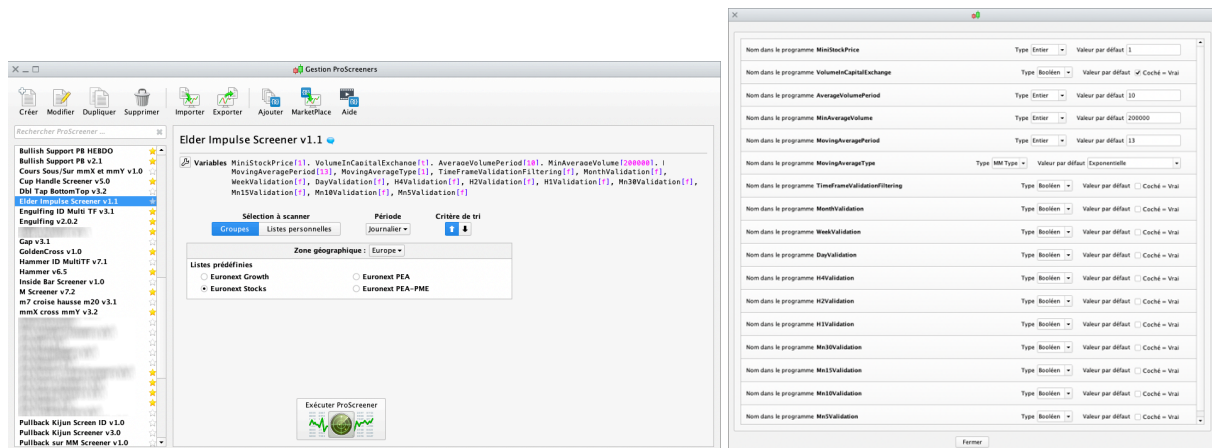 Gestion ProScreeners
Créer Modifier Dupliquer Supprimer Importer Exporter Ajouter MarketPlace Aide
Rechercher ProScreener ...
Bullish Support PB HEBDO
Bullish Support PB v2.1
Cours Sous/Sur mmX et mmY v1.0
Cup Handle Screener v5.0
Dbl Tap BottomTop v3.2
Elder Impulse Screener v1.1
Engulfing ID Multi TF v3.1
Engulfing v2.0.2
Gap v3.1
GoldenCross v1.0
Hammer ID MultiTF v7.1
Hammer v6.5
Inside Bar Screener v1.0
M Screener v7.2
m7 croise hausse m20 v3.1
mmX cross mmY v3.2
Pullback Kijun Screen ID v1.0
Pullback Kijun Screener v3.0
Pullback sur MM Screener v1.0
Elder Impulse Screener v1.1
Variables MiniStockPrice[1], VolumeInCapitalExchange[t], AverageVolumePeriod[10], MinAverageVolume[200000],
MovingAveragePeriod[13], MovingAverageType[1], TimeFrameValidationFiltering[f], MonthValidation[f],
WeekValidation[f], DayValidation[f], H4Validation[f], H2Validation[f], H1Validation[f], Mn30Validation[f],
Mn15Validation[f], Mn10Validation[f], Mn5Validation[f]
Sélection à scanner Période Critère de tri
Groupes Listes personnelles Journalier
Zone géographique : Europe
Listes prédéfinies
Euronext Growth Euronext PEA
Euronext Stocks Euronext PEA-PME
Exécuter ProScreener
Nom dans le programme MiniStockPrice Type Entier Valeur par défaut 1
Nom dans le programme VolumeInCapitalExchange Type Booléen Valeur par défaut Coché = Vrai
Nom dans le programme AverageVolumePeriod Type Entier Valeur par défaut 10
Nom dans le programme MinAverageVolume Type Entier Valeur par défaut 200000
Nom dans le programme MovingAveragePeriod Type Entier Valeur par défaut 13
Nom dans le programme MovingAverageType Type MM Type Valeur par défaut Exponentielle
Nom dans le programme TimeFrameValidationFiltering Type Booléen Valeur par défaut Coché = Vrai
Nom dans le programme MonthValidation Type Booléen Valeur par défaut Coché = Vrai
Nom dans le programme WeekValidation Type Booléen Valeur par défaut Coché = Vrai
Nom dans le programme DayValidation Type Booléen Valeur par défaut Coché = Vrai
Nom dans le programme H4Validation Type Booléen Valeur par défaut Coché = Vrai
Nom dans le programme H2Validation Type Booléen Valeur par défaut Coché = Vrai
Nom dans le programme H1Validation Type Booléen Valeur par défaut Coché = Vrai
Nom dans le programme Mn30Validation Type Booléen Valeur par défaut Coché = Vrai
Nom dans le programme Mn15Validation Type Booléen Valeur par défaut Coché = Vrai
Nom dans le programme Mn10Validation Type Booléen Valeur par défaut Coché = Vrai
Nom dans le programme Mn5Validation Type Booléen Valeur par défaut Coché = Vrai
Fermer